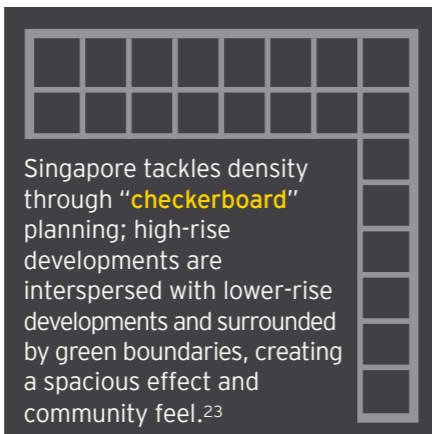 Singapore tackles density
through “checkerboard”
planning; high-rise
developments are
interspersed with lower-rise
developments and surrounded
by green boundaries, creating
a spacious effect and
community feel.23